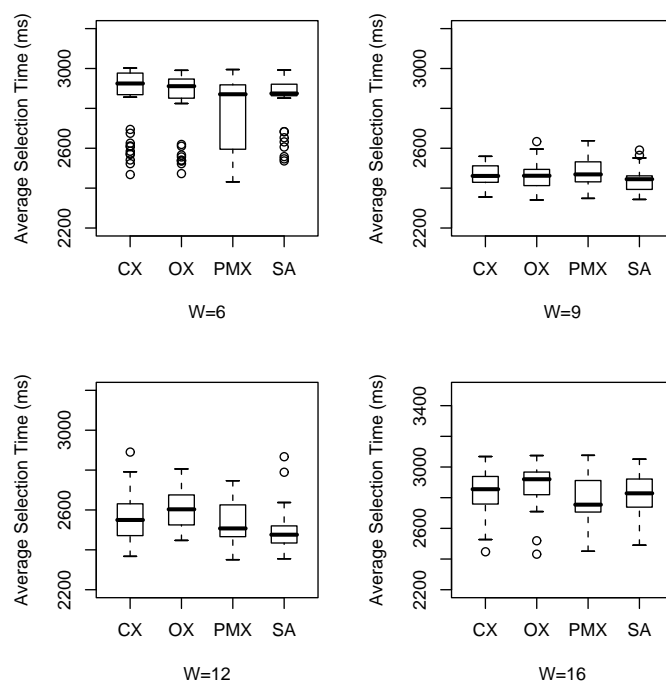 Average Selection Time (ms)
3000
2600
2200
CX OX PMX SA
W=6
Average Selection Time (ms)
3000
2600
2200
CX OX PMX SA
W=9
Average Selection Time (ms)
3000
2600
2200
CX OX PMX SA
W=12
Average Selection Time (ms)
3400
3000
2600
2200
CX OX PMX SA
W=16